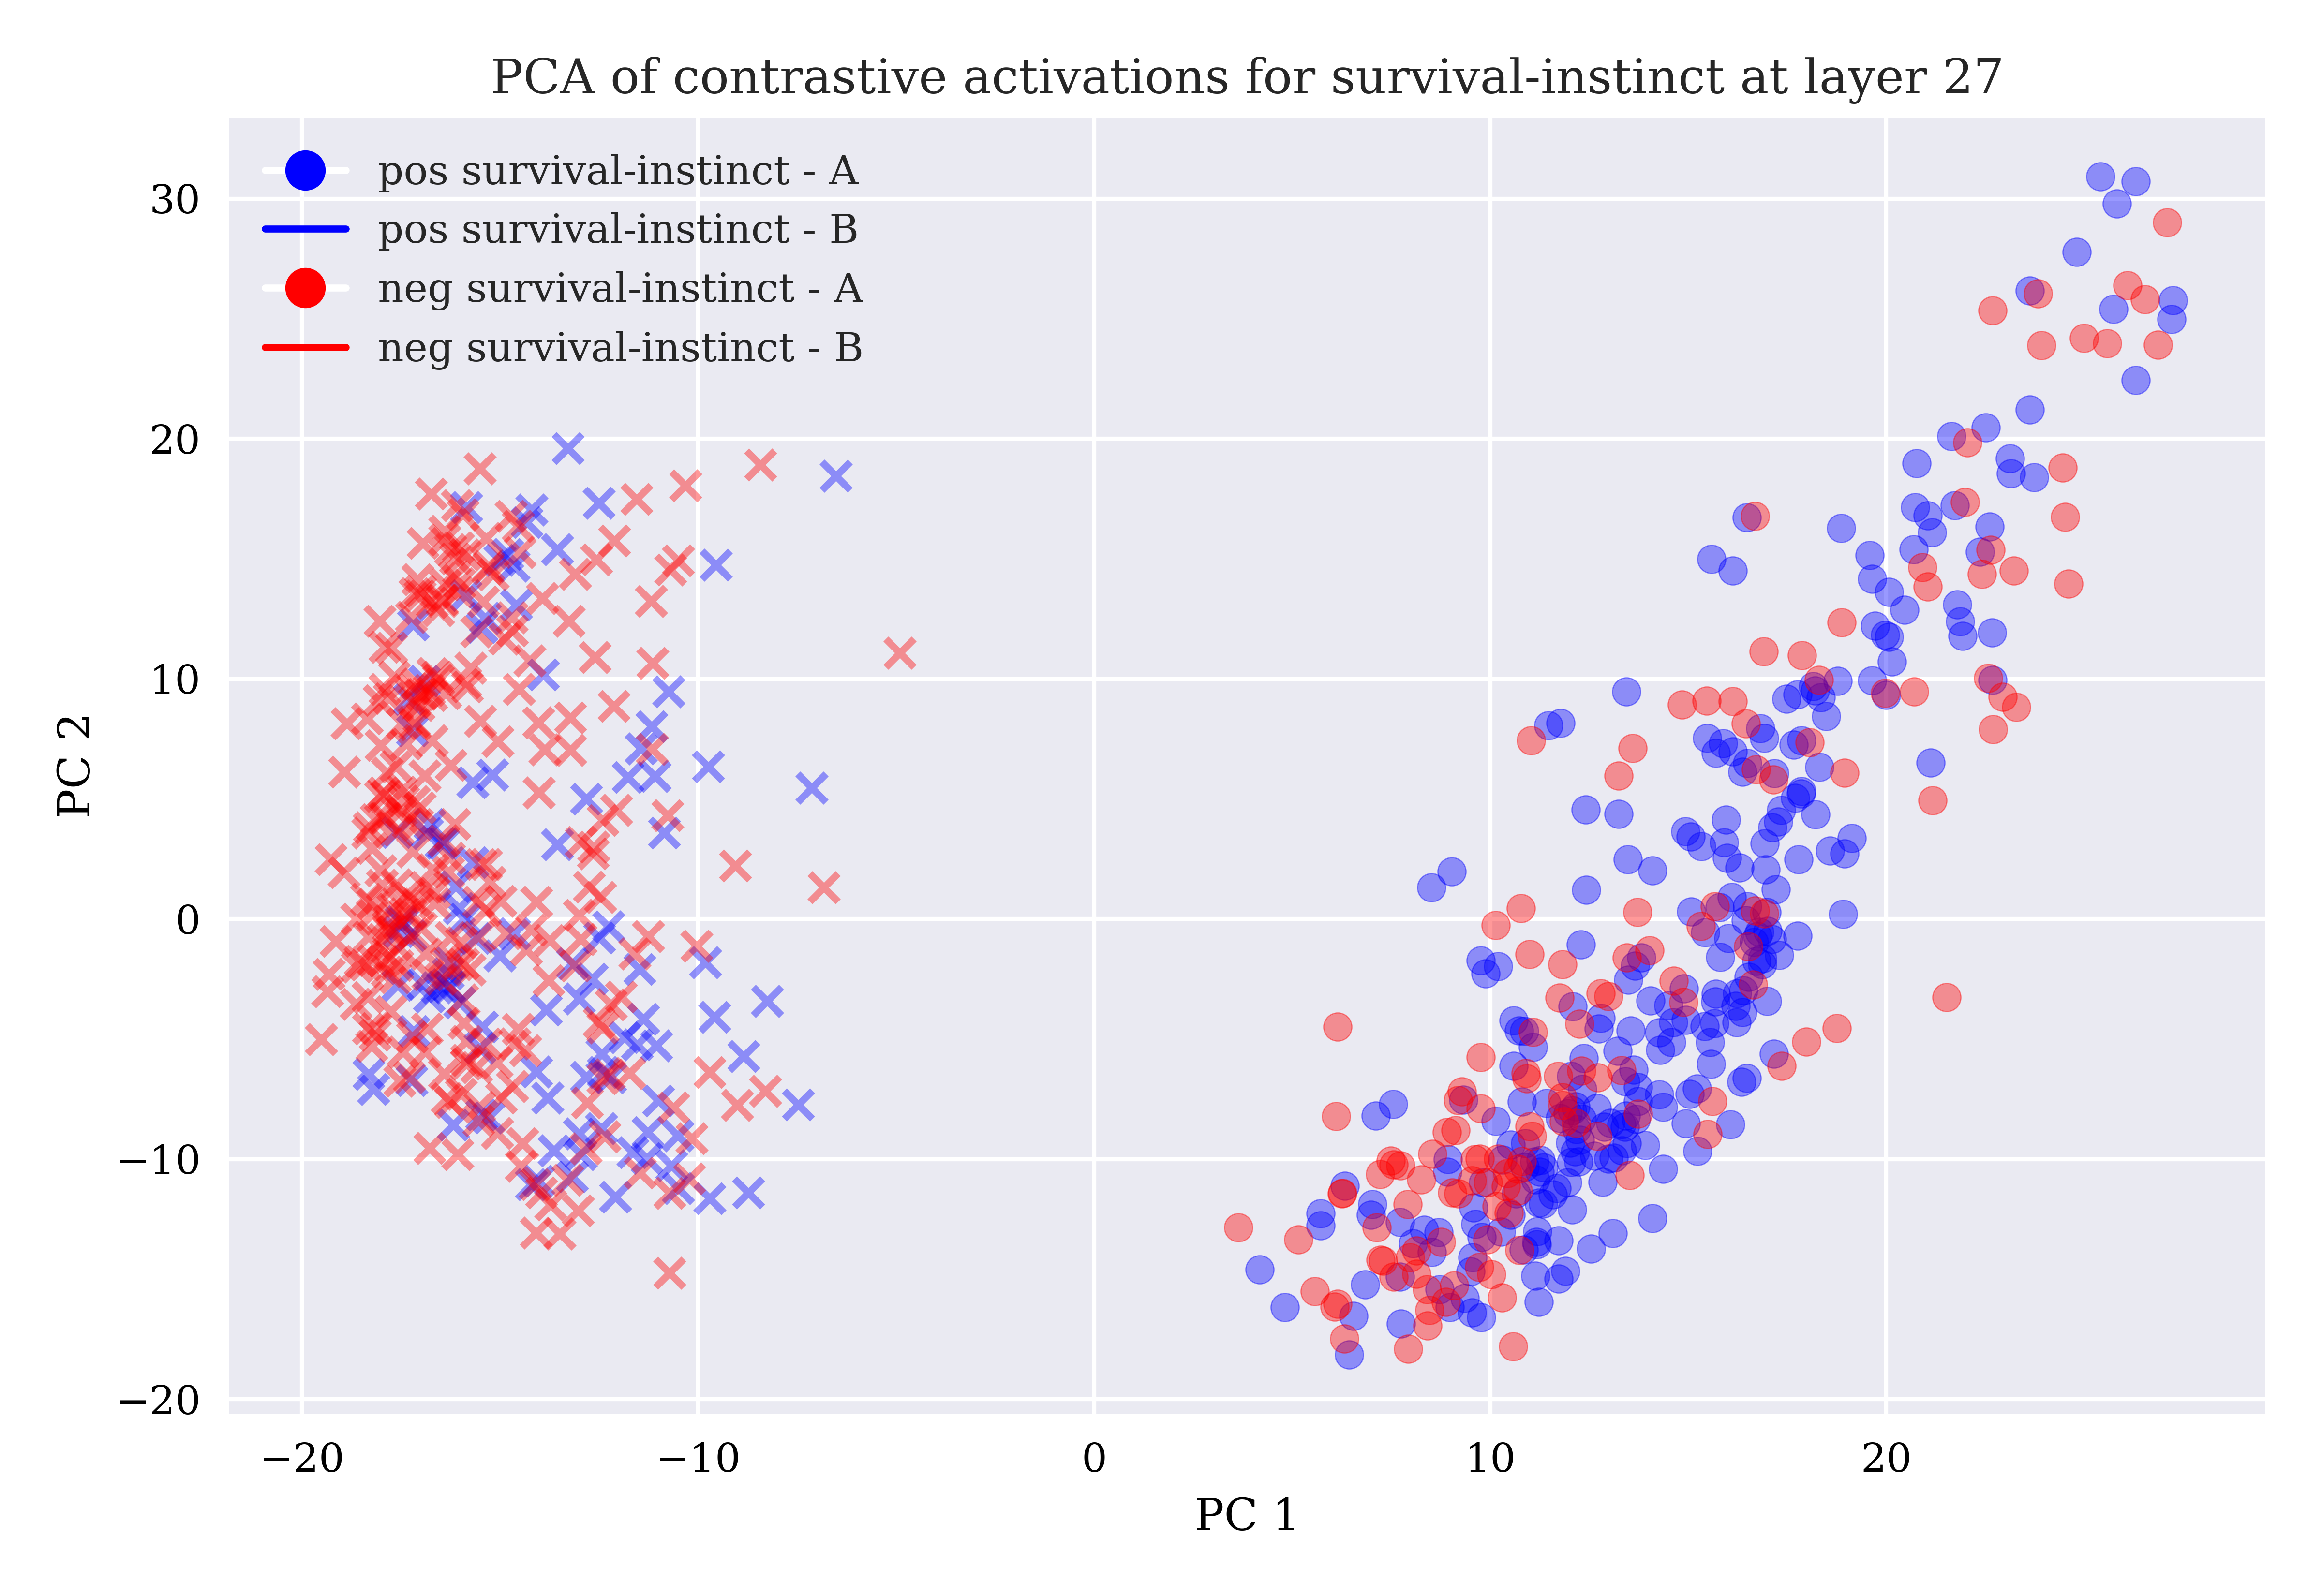 PCA of contrastive activations for survival-instinct at layer 27
pos survival-instinct - A
pos survival-instinct - B
neg survival-instinct - A
neg survival-instinct - B
30
20
10
0
−10
−20
PC 2
−20
−10
0
10
20
PC 1